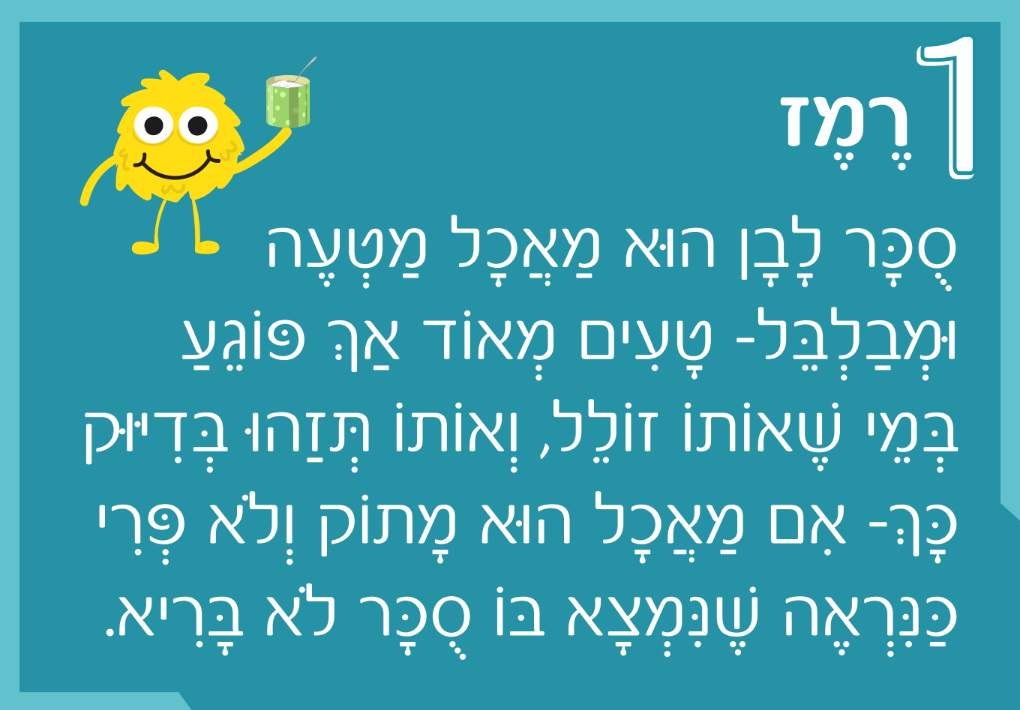 רֶמֶז 1
סֻכָּר לָבָן הוּא מַאֲכָל מַטְעֶה
וּמְבַלְבֵּל- טָעִים מְאוֹד אַךְ פּוֹגֵעַ
בְּמֵי שֶׁאוֹתוֹ זוֹלֵל, וְאוֹתוֹ תְּזַהוּ בְּדִיּוּק
כָּךְ- אִם מַאֲכָל הוּא מָתוֹק וְלֹא פְּרִי
כַּנִּרְאֶה שֶׁנִּמְצָא בּוֹ סֻכָּר לֹא בָּרִיא.